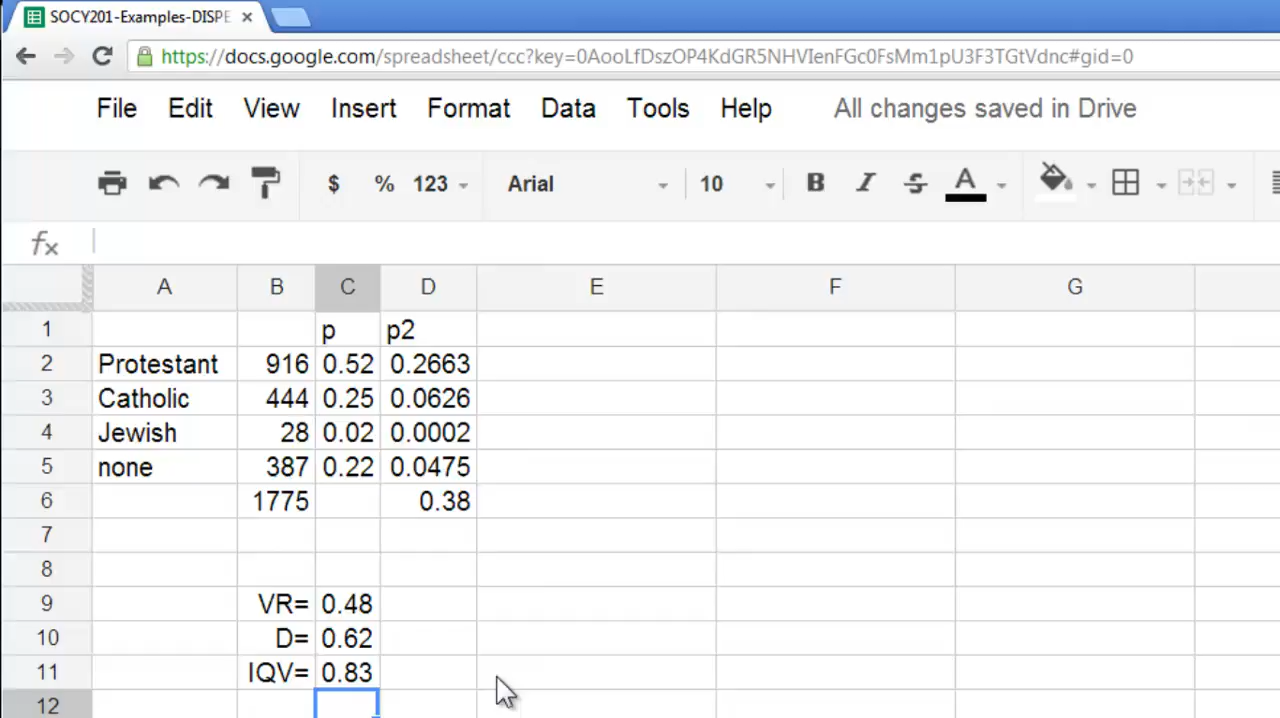 SOCY201-Examples-DISPE
https://docs.google.com/spreadsheet/ccc?key=0AooLfDszOP4KdGR5NHVIenFGc0FsMm1pU3F3TGtVdnc#gid=0
File Edit View Insert Format Data Tools Help All changes saved in Drive
$ % 123 Arial 10 B I S A
fx
A B C D E F G
1 p p2
2 Protestant 916 0.52 0.2663
3 Catholic 444 0.25 0.0626
4 Jewish 28 0.02 0.0002
5 none 387 0.22 0.0475
6 1775 0.38
7
8
9 VR= 0.48
10 D= 0.62
11 IQV= 0.83
12